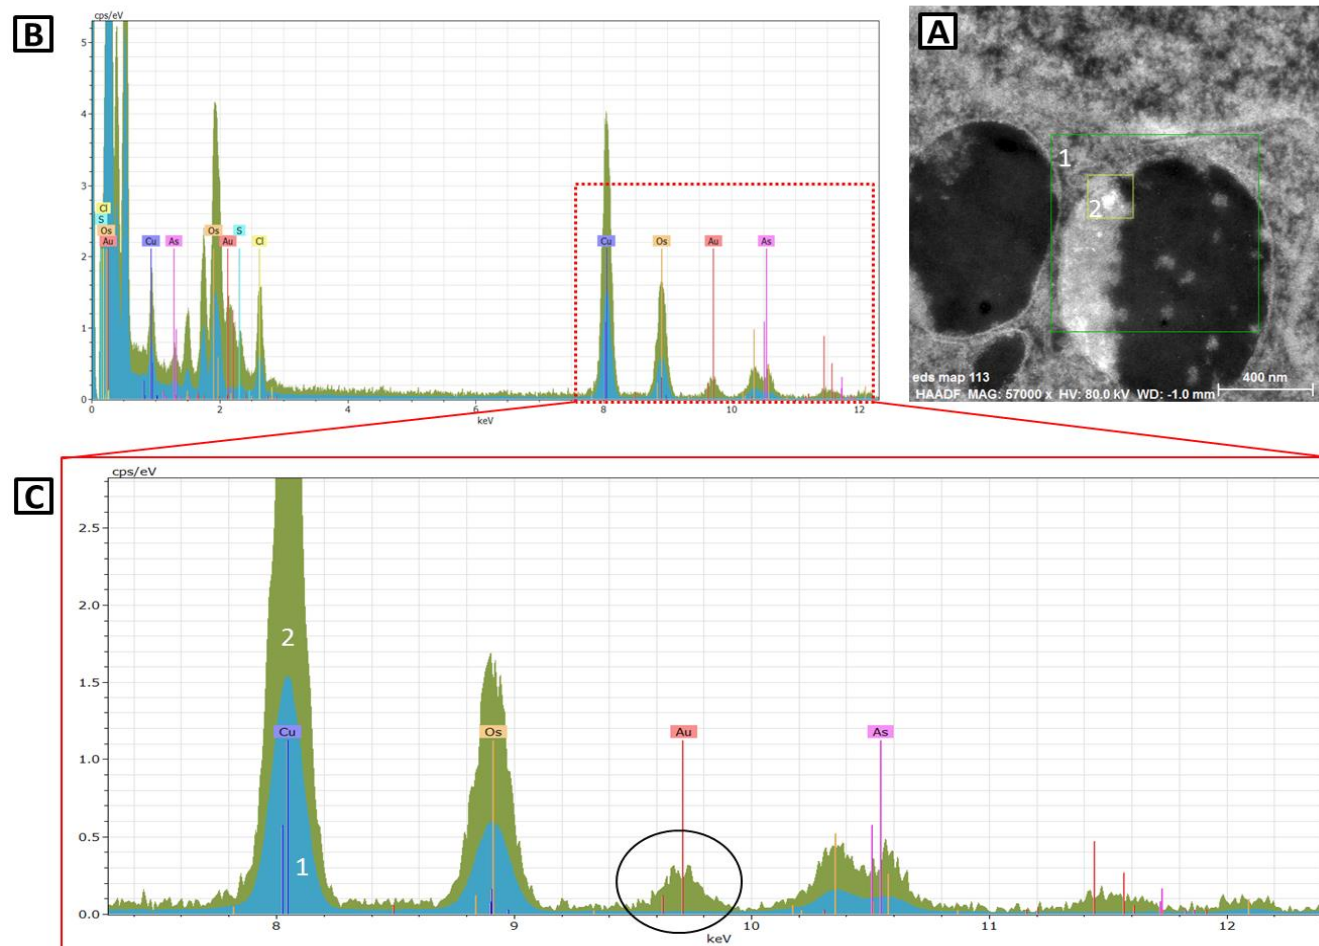 B
cps/eV
5
4
3
2
1
0
Cl
S
Os
Au
Cu
As
Os
Au
S
Cl
Cu
Os
Au
As
0 2 4 6 8 10 12
keV
A
1
2
eds map 113
HAADF MAG: 57000 x HV: 80.0 kV WD: -1.0 mm
400 nm
C
cps/eV
2.5
2.0
1.5
1.0
0.5
0.0
2
1
Cu
Os
Au
As
8 9 10 11 12
keV